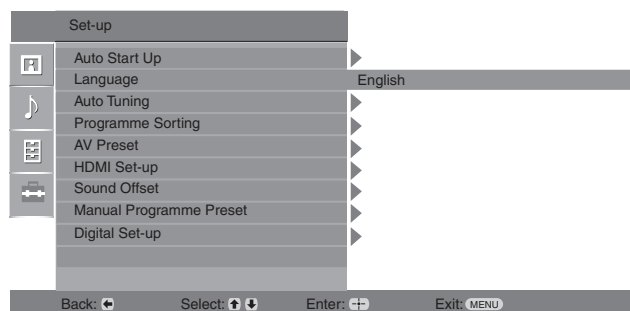 Set-up
Auto Start Up
Language English
Auto Tuning
Programme Sorting
AV Preset
HDMI Set-up
Sound Offset
Manual Programme Preset
Digital Set-up
Back: Select: Enter: Exit: MENU